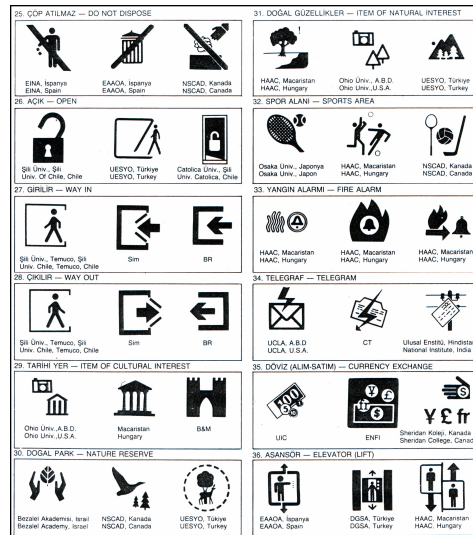 25. ÇÖP ATILMAZ — DO NOT DISPOSE
EINA, İspanya
EINA, Spain
EAAOA, İspanya
EAAOA, Spain
NSCAD, Kanada
NSCAD, Canada
26. AÇIK — OPEN
Şili Üniv., Şili
Univ. Of Chile, Chile
UESYO, Türkiye
UESYO, Turkey
Catolica Üniv., Şili
Univ. Catolica, Chile
27. GİRİLİR — WAY IN
Şili Üniv., Temuco, Şili
Univ. Chile, Temuco, Chile
Sim
BR
28. ÇIKILIR — WAY OUT
Şili Üniv., Temuco, Şili
Univ. Chile, Temuco, Chile
Sim
BR
29. TARİHİ YER — ITEM OF CULTURAL INTEREST
Ohio Üniv.,A.B.D.
Ohio Univ.,U.S.A.
Macaristan
Hungary
B&M
30. DOĞAL PARK — NATURE RESERVE
Bezalel Akademisi, İsrail
Bezalel Academy, Israel
NSCAD, Kanada
NSCAD, Canada
UESYO, Tükiye
UESYO, Turkey
31. DOĞAL GÜZELLİKLER — ITEM OF NATURAL INTEREST
HAAC, Macaristan
HAAC, Hungary
Ohio Üniv., A.B.D.
Ohio Univ.,U.S.A.
UESYO, Türkiye
UESYO, Turkey
32. SPOR ALANI — SPORTS AREA
Osaka Üniv., Japonya
Osaka Univ., Japon
HAAC, Macaristan
HAAC, Hungary
NSCAD, Kanada
NSCAD, Canada
33. YANGIN ALARMI — FIRE ALARM
HAAC, Macaristan
HAAC, Hungary
HAAC, Macaristan
HAAC, Hungary
HAAC, Macaristan
HAAC, Hungary
34. TELEGRAF — TELEGRAM
UCLA, A.B.D
UCLA, U.S.A.
CT
Ulusal Enstitü, Hindistan
National Institute, India
35. DÖVİZ (ALIM-SATIM) — CURRENCY EXCHANGE
100
5
UIC
¥ £
fr $
ENFI
$
¥ £ fr
Sheridan Koleji, Kanada
Sheridan College, Canada
36. ASANSÖR — ELEVATOR (LIFT)
EAAOA, İspanya
EAAOA, Spain
DGSA, Türkiye
DGSA, Turkey
HAAC, Macaristan
HAAC, Hungary